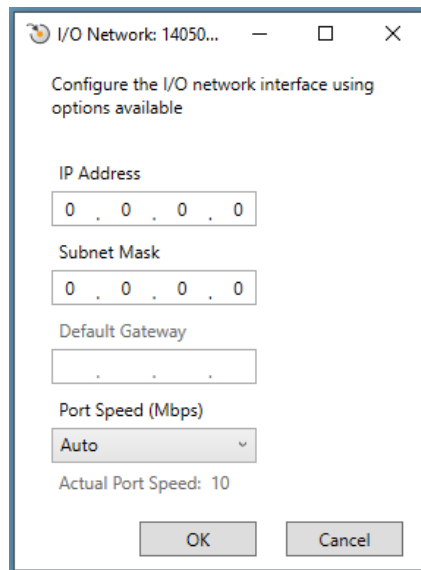 I/O Network: 14050...
Configure the I/O network interface using
options available
IP Address
0 . 0 . 0 . 0
Subnet Mask
0 . 0 . 0 . 0
Default Gateway
. . .
Port Speed (Mbps)
Auto
Actual Port Speed: 10
OK Cancel